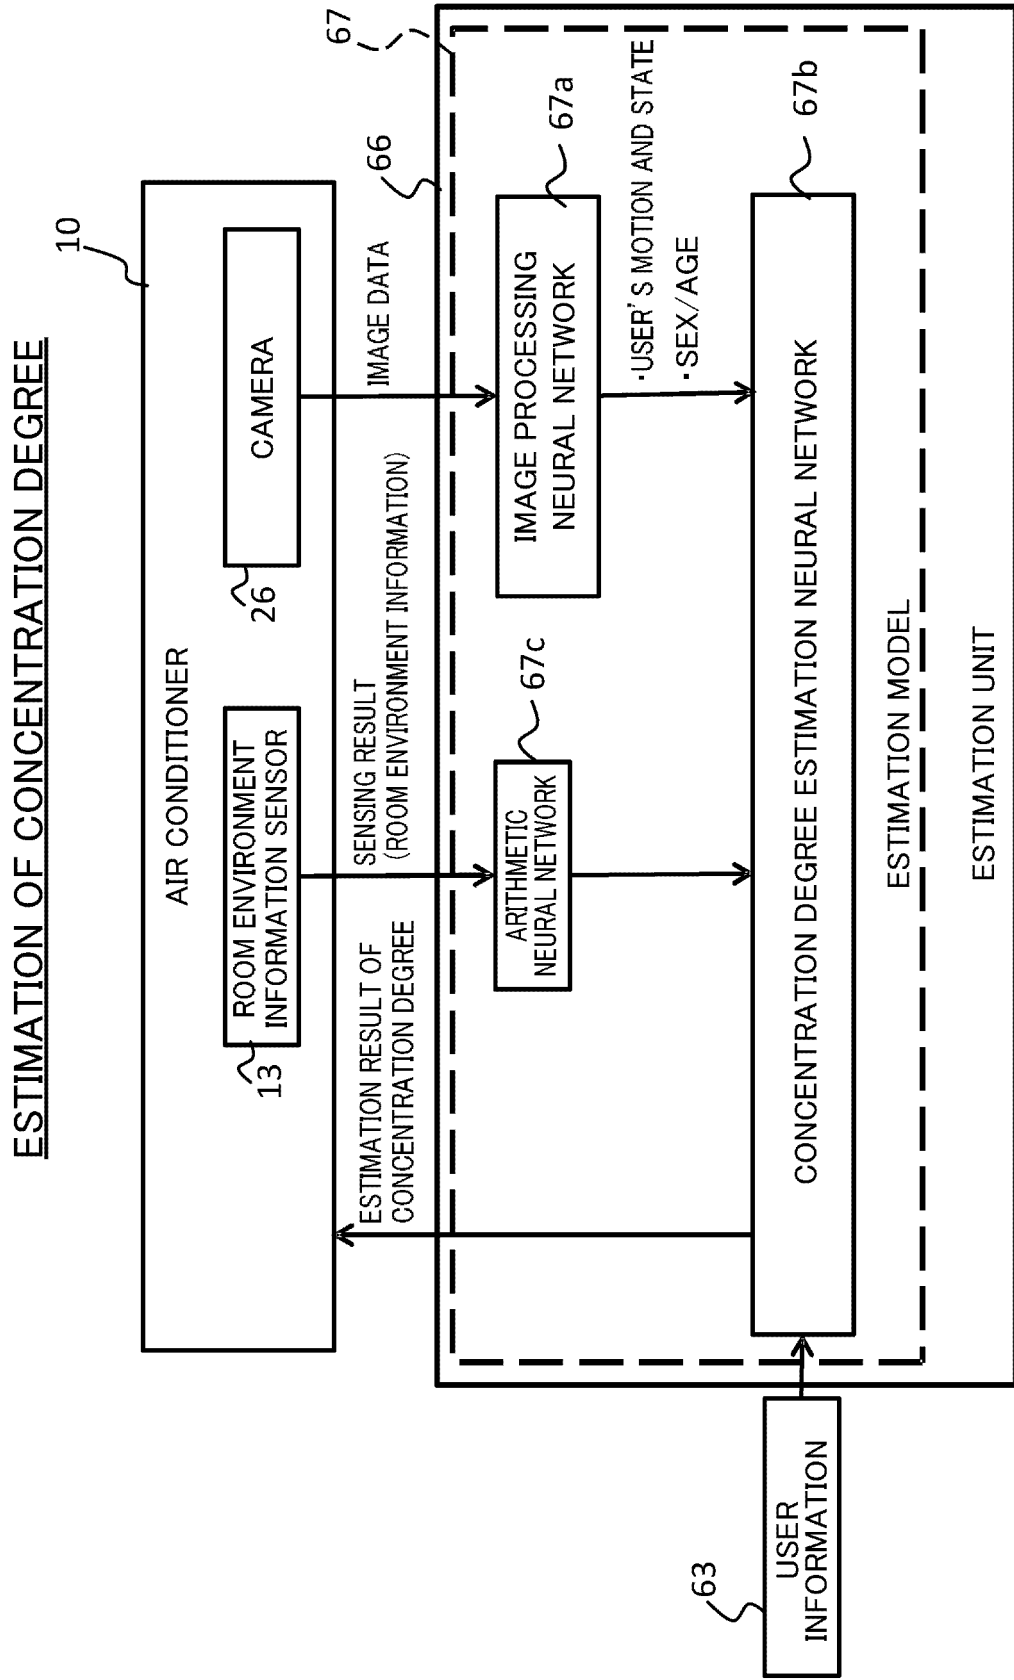 ESTIMATION OF CONCENTRATION DEGREE
10
AIR CONDITIONER
13
ROOM ENVIRONMENT
INFORMATION SENSOR
26
CAMERA
ESTIMATION RESULT OF
CONCENTRATION DEGREE
SENSING RESULT
(ROOM ENVIRONMENT INFORMATION)
IMAGE DATA
66
67
67c
ARITHMETIC
NEURAL NETWORK
67a
IMAGE PROCESSING
NEURAL NETWORK
・USER'S MOTION AND STATE
・SEX/AGE
67b
CONCENTRATION DEGREE ESTIMATION NEURAL NETWORK
63
USER
INFORMATION
ESTIMATION MODEL
ESTIMATION UNIT